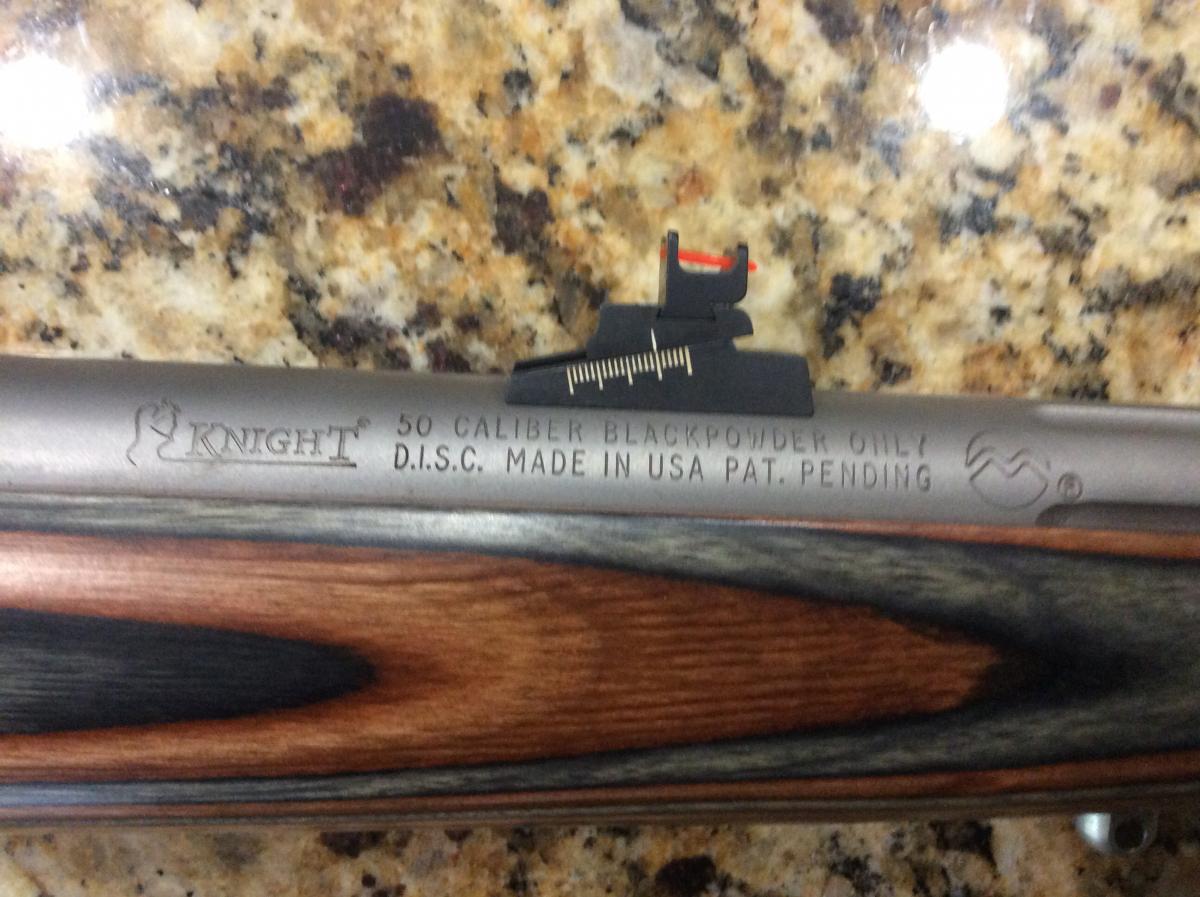 KNIGHT®
50 CALIBER BLACKPOWDER ONLY
D.I.S.C. MADE IN USA PAT. PENDING
®